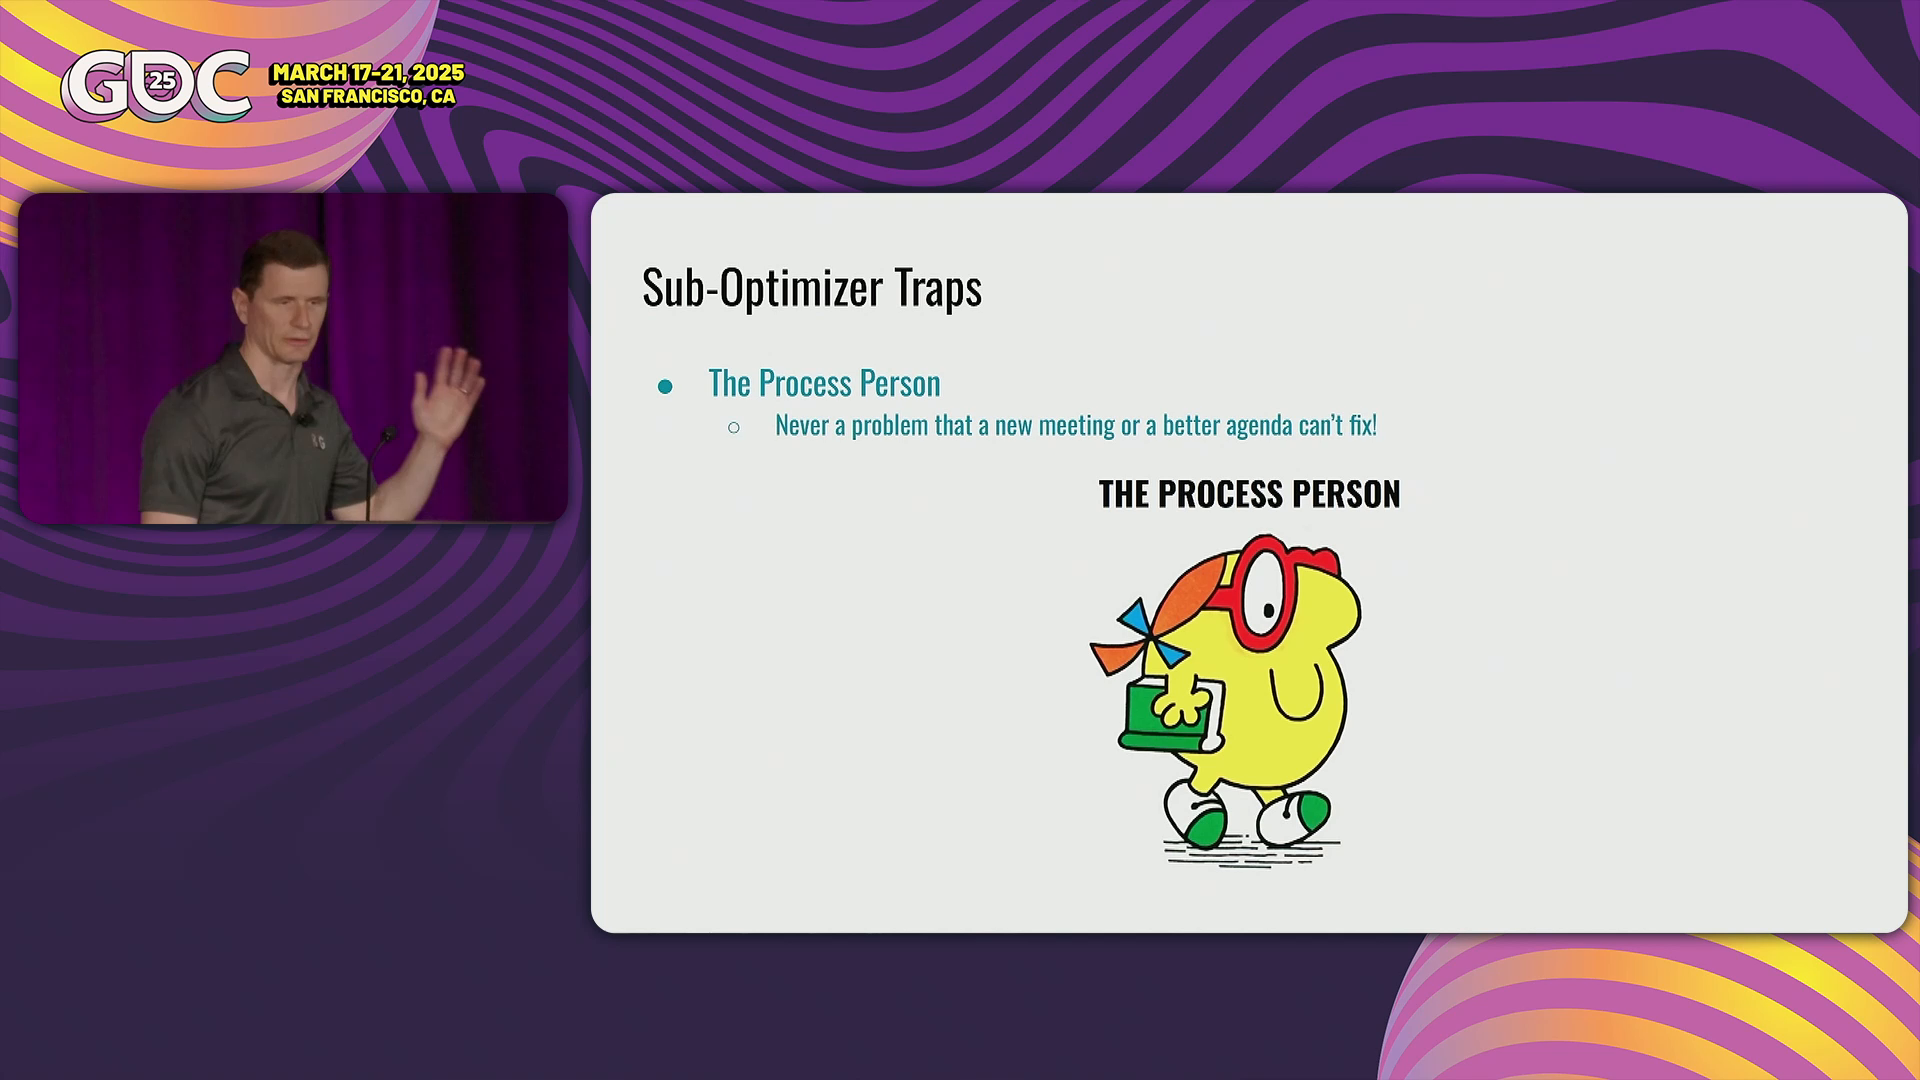 GDC 25
MARCH 17-21, 2025
SAN FRANCISCO, CA
Sub-Optimizer Traps
● The Process Person
○ Never a problem that a new meeting or a better agenda can't fix!
THE PROCESS PERSON